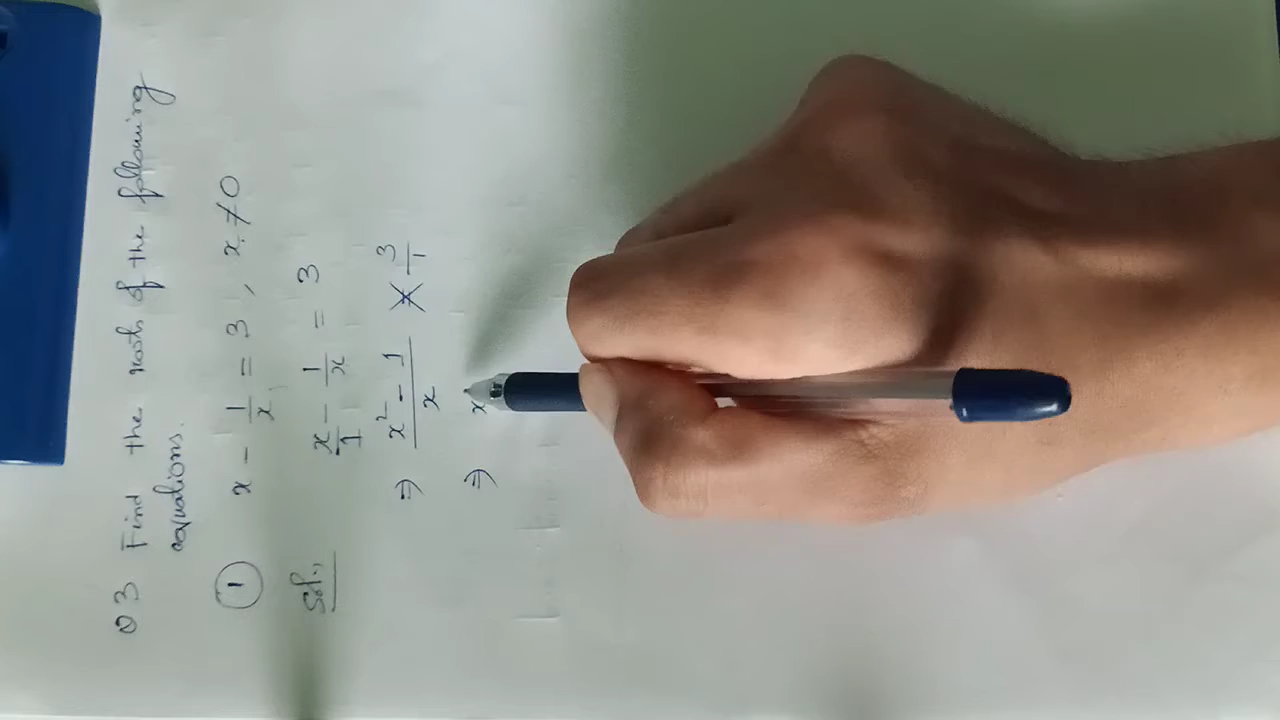 Q3 Find the roots of the following
equations.
① x - 1/x = 3, x ≠ 0
Sol., x/1 - 1/x = 3
⇒ (x² - 1)/x = 3/1
⇒ x